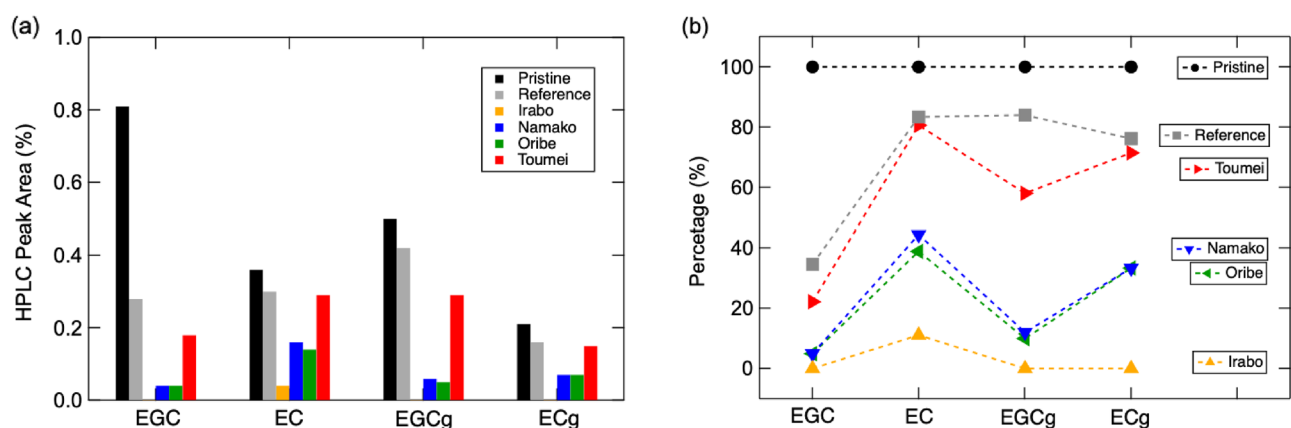 (a)
1.0
0.8
0.6
0.4
0.2
0.0
HPLC Peak Area (%)
Pristine
Reference
Irabo
Namako
Oribe
Toumei
EGC
EC
EGCg
ECg
(b)
100
80
60
40
20
0
Percetage (%)
Pristine
Reference
Toumei
Namako
Oribe
Irabo
EGC
EC
EGCg
ECg